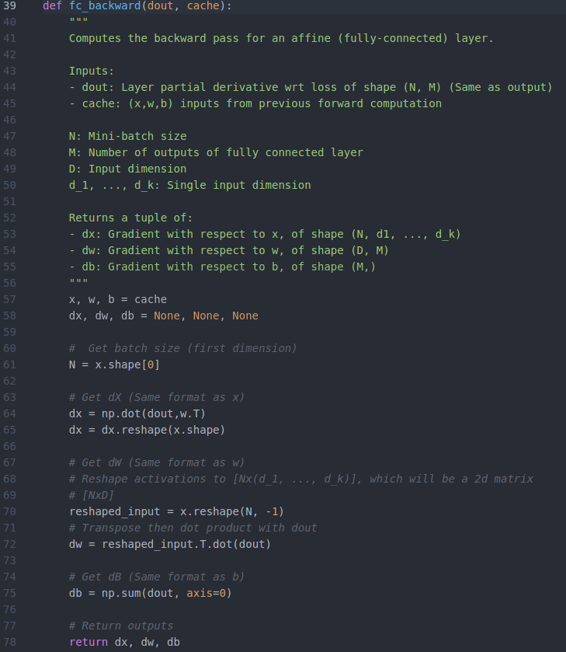 39 def fc_backward(dout, cache):
40 """
41 Computes the backward pass for an affine (fully-connected) layer.
42
43 Inputs:
44 - dout: Layer partial derivative wrt loss of shape (N, M) (Same as output)
45 - cache: (x,w,b) inputs from previous forward computation
46
47 N: Mini-batch size
48 M: Number of outputs of fully connected layer
49 D: Input dimension
50 d_1, ..., d_k: Single input dimension
51
52 Returns a tuple of:
53 - dx: Gradient with respect to x, of shape (N, d1, ..., d_k)
54 - dw: Gradient with respect to w, of shape (D, M)
55 - db: Gradient with respect to b, of shape (M,)
56 """
57 x, w, b = cache
58 dx, dw, db = None, None, None
59
60 #  Get batch size (first dimension)
61 N = x.shape[0]
62
63 # Get dX (Same format as x)
64 dx = np.dot(dout,w.T)
65 dx = dx.reshape(x.shape)
66
67 # Get dW (Same format as w)
68 # Reshape activations to [Nx(d_1, ..., d_k)], which will be a 2d matrix
69 # [NxD]
70 reshaped_input = x.reshape(N, -1)
71 # Transpose then dot product with dout
72 dw = reshaped_input.T.dot(dout)
73
74 # Get dB (Same format as b)
75 db = np.sum(dout, axis=0)
76
77 # Return outputs
78 return dx, dw, db